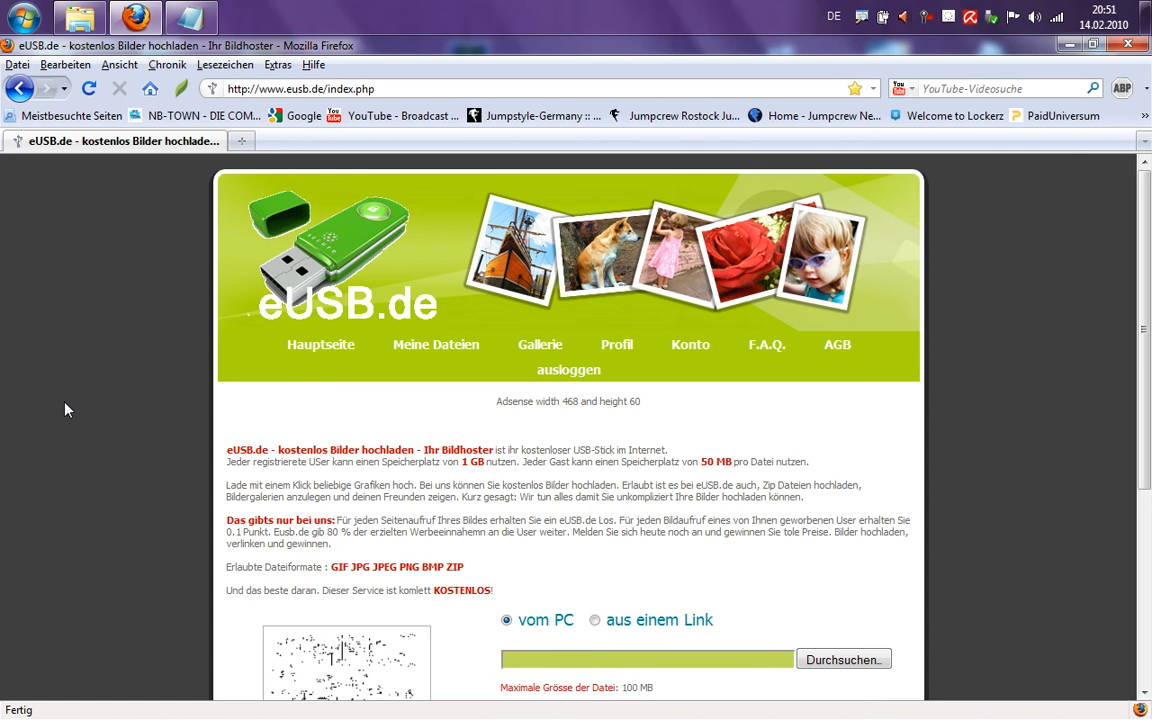 DE
20:51
14.02.2010
eUSB.de - kostenlos Bilder hochladen - Ihr Bildhoster - Mozilla Firefox
Datei Bearbeiten Ansicht Chronik Lesezeichen Extras Hilfe
http://www.eusb.de/index.php
You Tube YouTube-Videosuche
ABP
Meistbesuchte Seiten NB-TOWN - DIE COM... Google You Tube YouTube - Broadcast ... Jumpstyle-Germany :: ... Jumpcrew Rostock Ju... Home - Jumpcrew Ne... Welcome to Lockerz PaidUniversum »
eUSB.de - kostenlos Bilder hochlade...
eUSB.de
Hauptseite Meine Dateien Gallerie Profil Konto F.A.Q. AGB
ausloggen
Adsense width 468 and height 60
eUSB.de - kostenlos Bilder hochladen - Ihr Bildhoster ist ihr kostenloser USB-Stick im Internet.
Jeder registrierete USer kann einen Speicherplatz von 1 GB nutzen. Jeder Gast kann einen Speicherplatz von 50 MB pro Datei nutzen.
Lade mit einem Klick beliebige Grafiken hoch. Bei uns können Sie kostenlos Bilder hochladen. Erlaubt ist es bei eUSB.de auch, Zip Dateien hochladen,
Bildergalerien anzulegen und deinen Freunden zeigen. Kurz gesagt: Wir tun alles damit Sie unkompliziert Ihre Bilder hochladen können.
Das gibts nur bei uns: Für jeden Seitenaufruf Ihres Bildes erhalten Sie ein eUSB.de Los. Für jeden Bildaufruf eines von Ihnen geworbenen User erhalten Sie
0.1 Punkt. Eusb.de gib 80 % der erzielten Werbeeinnahemn an die User weiter. Melden Sie sich heute noch an und gewinnen Sie tole Preise. Bilder hochladen,
verlinken und gewinnen.
Erlaubte Dateiformate : GIF JPG JPEG PNG BMP ZIP
Und das beste daran. Dieser Service ist komlett KOSTENLOS!
vom PC aus einem Link
Durchsuchen...
Maximale Grösse der Datei: 100 MB
Fertig